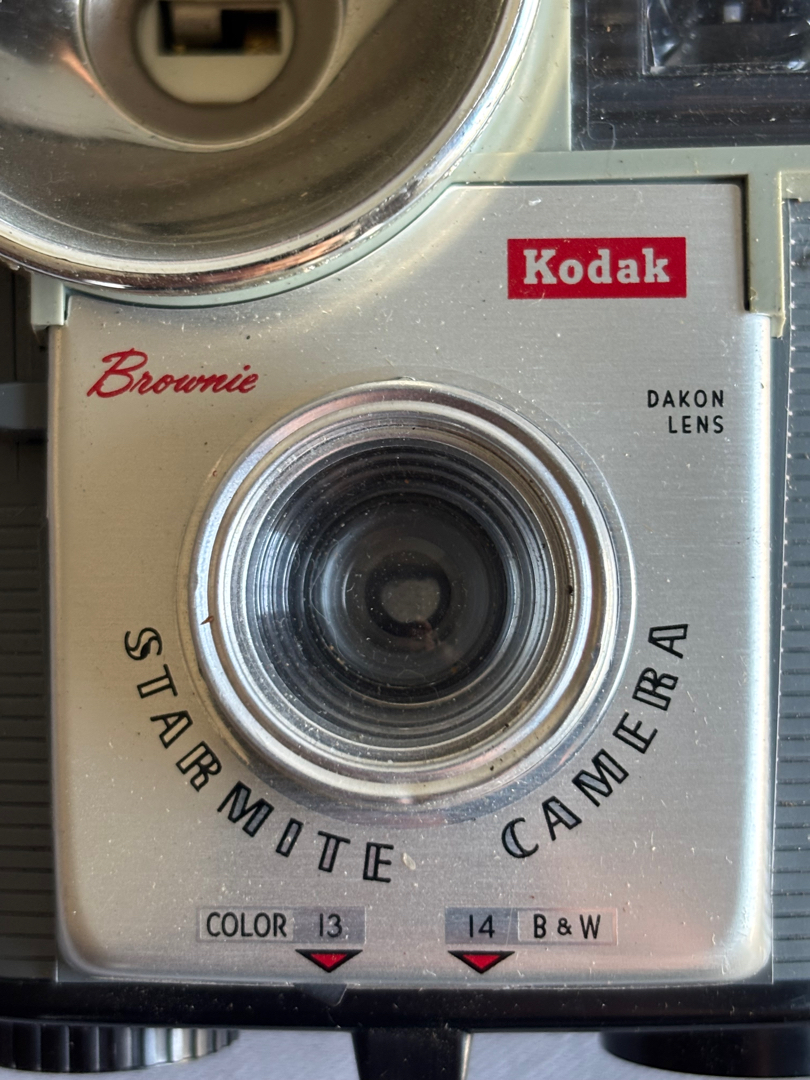 Kodak
Brownie
DAKON
LENS
STARMITE CAMERA
COLOR 13
14 B & W